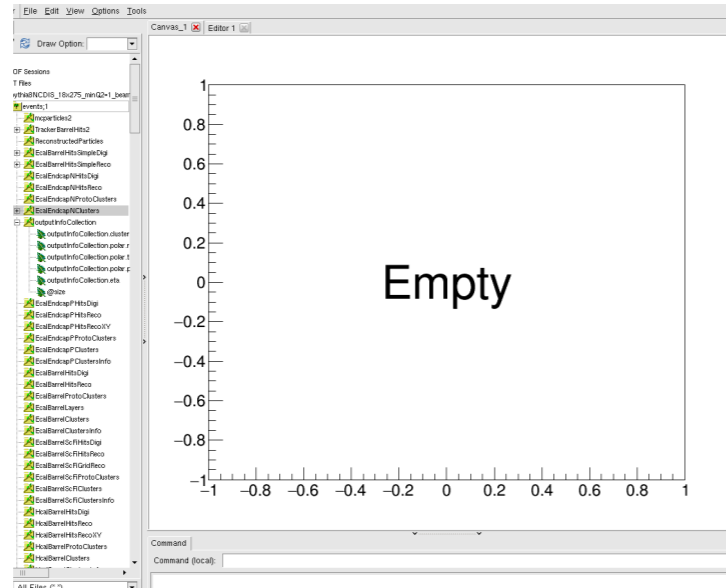 File Edit View Options Tools
Canvas_1 Editor 1
Draw Option:
OF Sessions
T Files
ythia8NCDIS_18x275_minQ2=1_beam
events;1
mcparticles2
TrackerBarrelHits2
ReconstructedParticles
EcalBarrelHitsSimpleDigi
EcalBarrelHitsSimpleReco
EcalEndcapNHitsDigi
EcalEndcapNHitsReco
EcalEndcapNProtoClusters
EcalEndcapNClusters
outputInfoCollection
outputInfoCollection.cluster
outputInfoCollection.polar.r
outputInfoCollection.polar.t
outputInfoCollection.polar.p
outputInfoCollection.eta
@size
EcalEndcapPHitsDigi
EcalEndcapPHitsReco
EcalEndcapPHitsRecoXY
EcalEndcapPProtoClusters
EcalEndcapPClusters
EcalEndcapPClustersInfo
EcalBarrelHitsDigi
EcalBarrelHitsReco
EcalBarrelProtoClusters
EcalBarrelLayers
EcalBarrelClusters
EcalBarrelClustersInfo
EcalBarrelScFiHitsDigi
EcalBarrelScFiHitsReco
EcalBarrelScFiGridReco
EcalBarrelScFiProtoClusters
EcalBarrelScFiClusters
EcalBarrelScFiClustersInfo
HcalBarrelHitsDigi
HcalBarrelHitsReco
HcalBarrelHitsRecoXY
HcalBarrelProtoClusters
HcalBarrelClusters
All Files (*.*)
1
0.8
0.6
0.4
0.2
0
−0.2
−0.4
−0.6
−0.8
−1
Empty
−1 −0.8 −0.6 −0.4 −0.2 0 0.2 0.4 0.6 0.8 1
Command
Command (local):